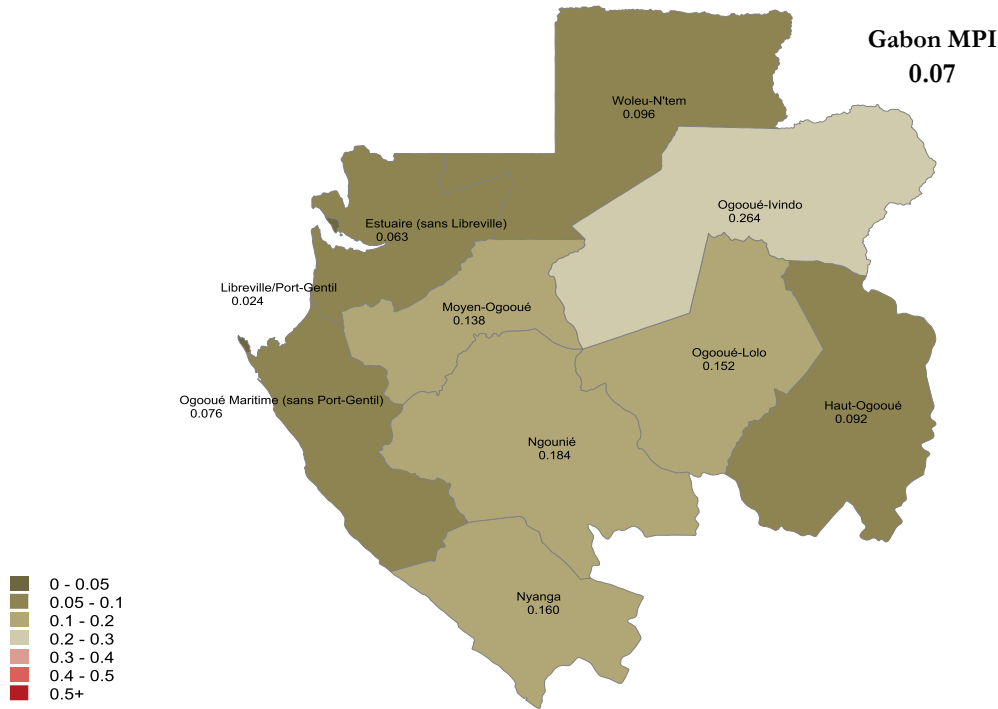 Gabon MPI
0.07
Woleu-N'tem
0.096
Ogooué-Ivindo
0.264
Estuaire (sans Libreville)
0.063
Libreville/Port-Gentil
0.024
Moyen-Ogooué
0.138
Ogooué-Lolo
0.152
Ogooué Maritime (sans Port-Gentil)
0.076
Haut-Ogooué
0.092
Ngounié
0.184
Nyanga
0.160
0 - 0.05
0.05 - 0.1
0.1 - 0.2
0.2 - 0.3
0.3 - 0.4
0.4 - 0.5
0.5+